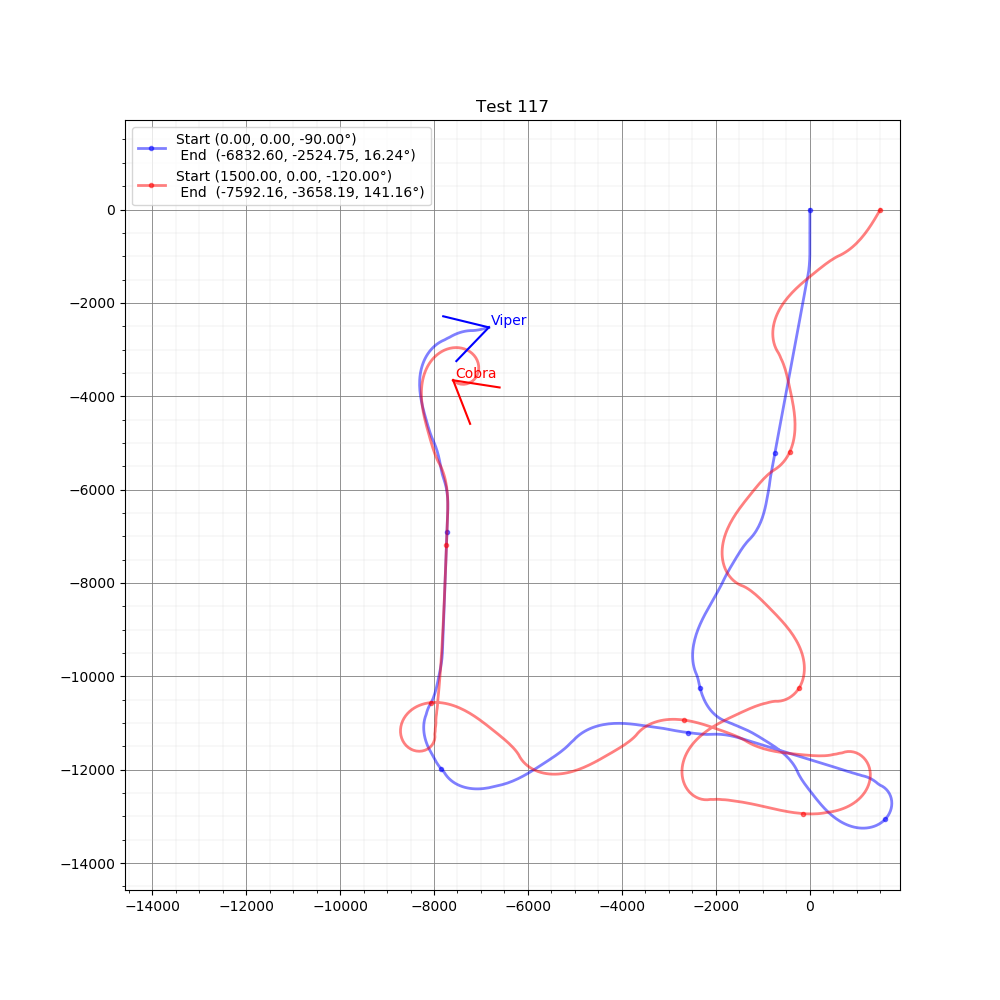 Test 117
Start (0.00, 0.00, -90.00°)
End (-6832.60, -2524.75, 16.24°)
Start (1500.00, 0.00, -120.00°)
End (-7592.16, -3658.19, 141.16°)
0
−2000
−4000
−6000
−8000
−10000
−12000
−14000
Viper
Cobra
−14000 −12000 −10000 −8000 −6000 −4000 −2000 0